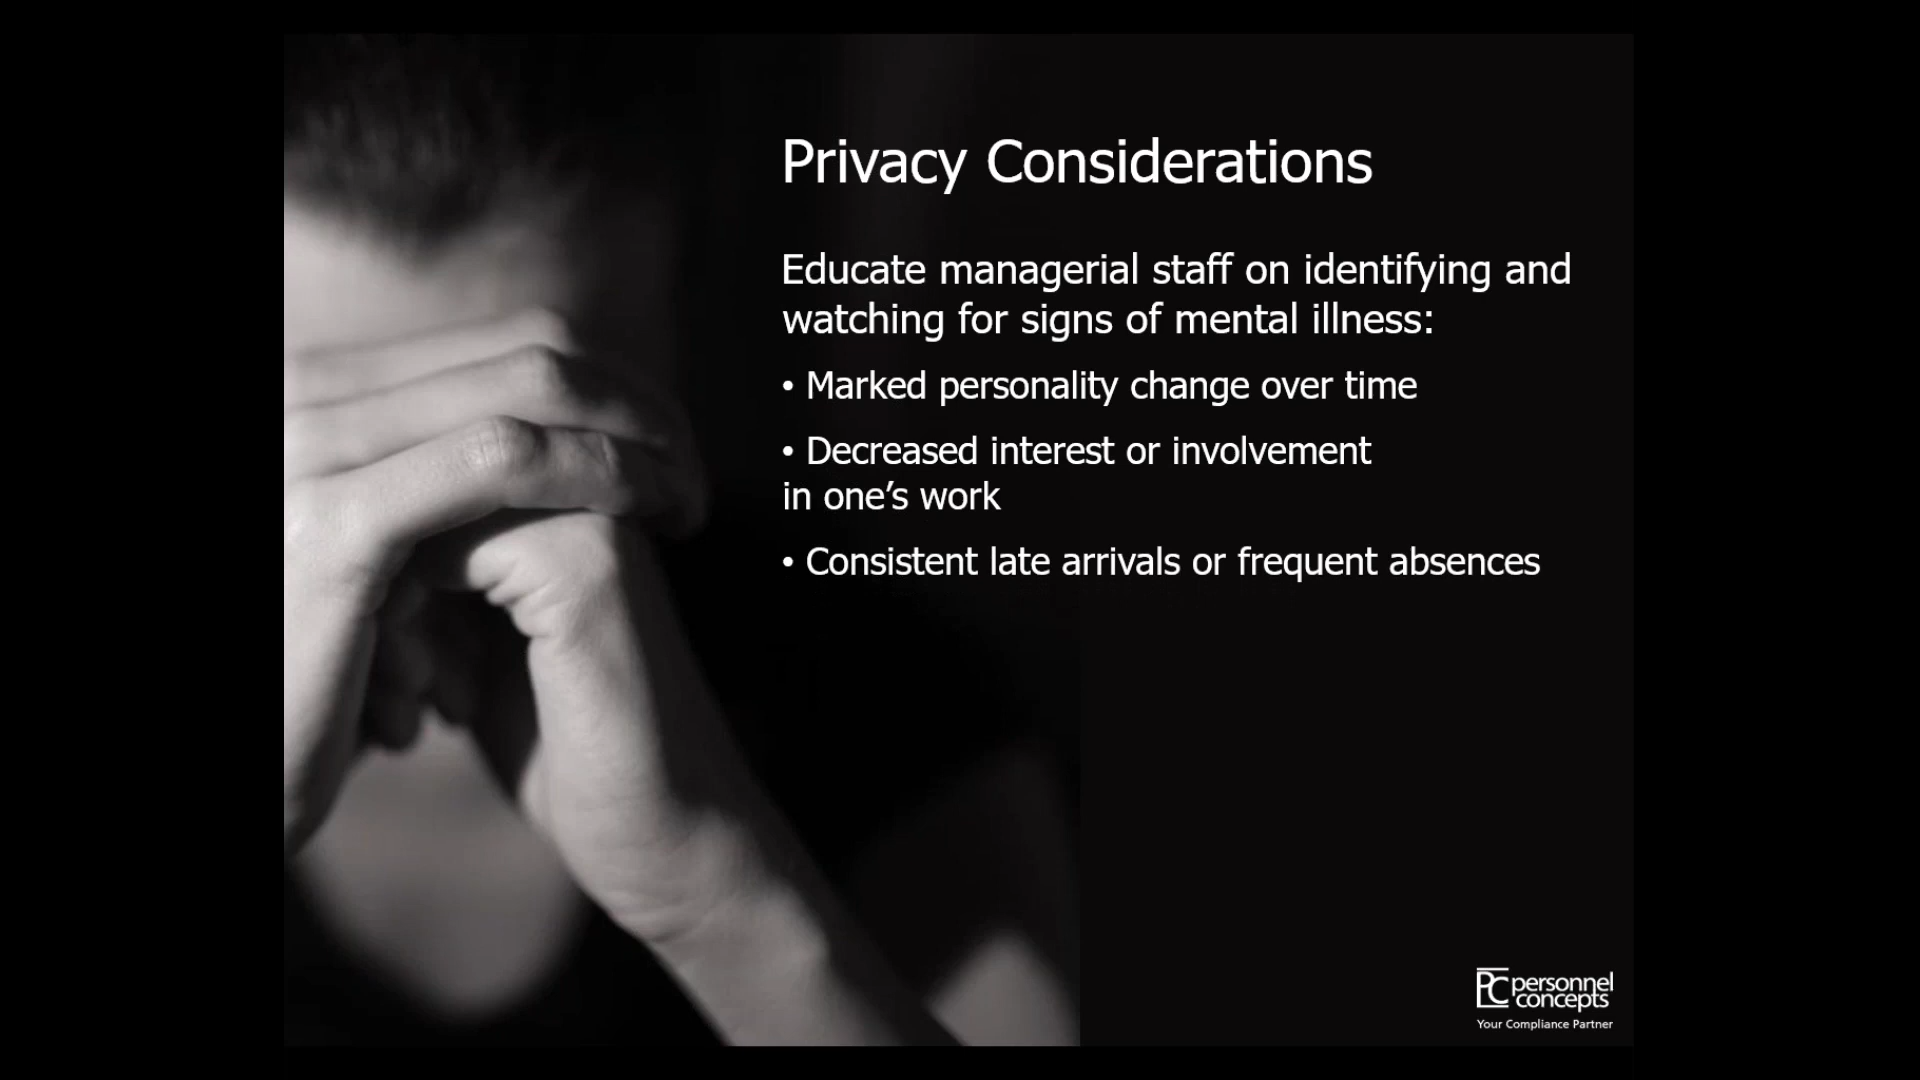 Privacy Considerations
Educate managerial staff on identifying and
watching for signs of mental illness:
• Marked personality change over time
• Decreased interest or involvement
in one’s work
• Consistent late arrivals or frequent absences
PC personnel
concepts
Your Compliance Partner